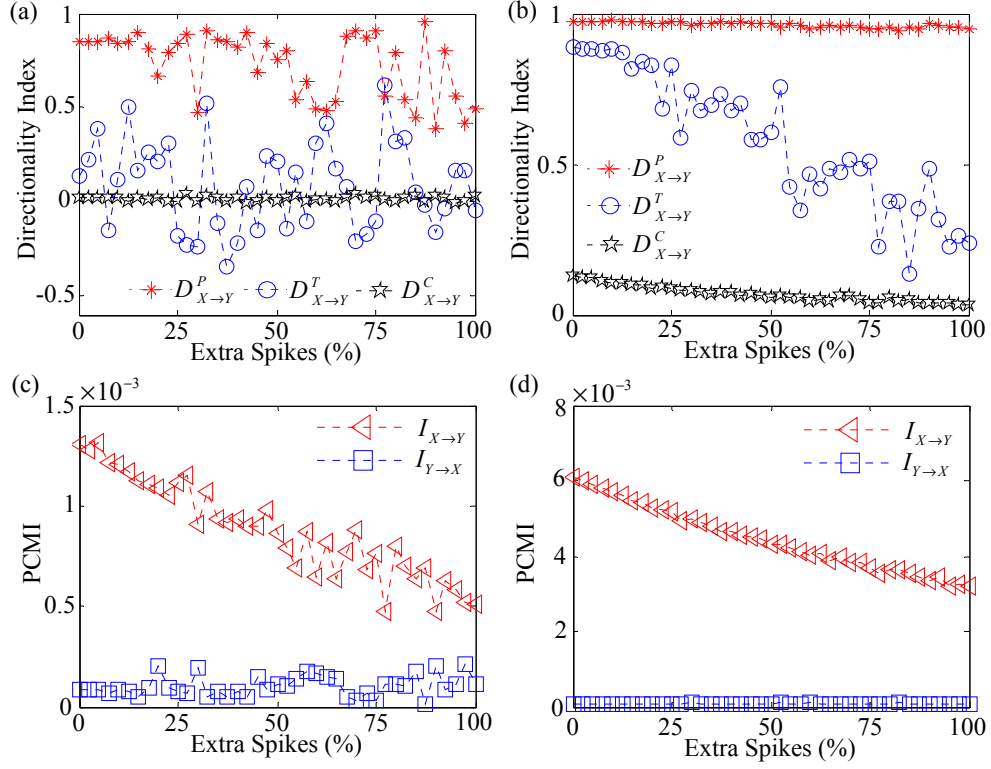 (a)
Directionality Index
1
0.5
0
-0.5
D^P_{X→Y} D^T_{X→Y} D^C_{X→Y}
0 25 50 75 100
Extra Spikes (%)
(b)
Directionality Index
1
0.5
0
D^P_{X→Y}
D^T_{X→Y}
D^C_{X→Y}
0 25 50 75 100
Extra Spikes (%)
(c)
×10⁻³
PCMI
1.5
1
0.5
0
I_{X→Y}
I_{Y→X}
0 25 50 75 100
Extra Spikes (%)
(d)
×10⁻³
PCMI
8
6
4
2
0
I_{X→Y}
I_{Y→X}
0 25 50 75 100
Extra Spikes (%)